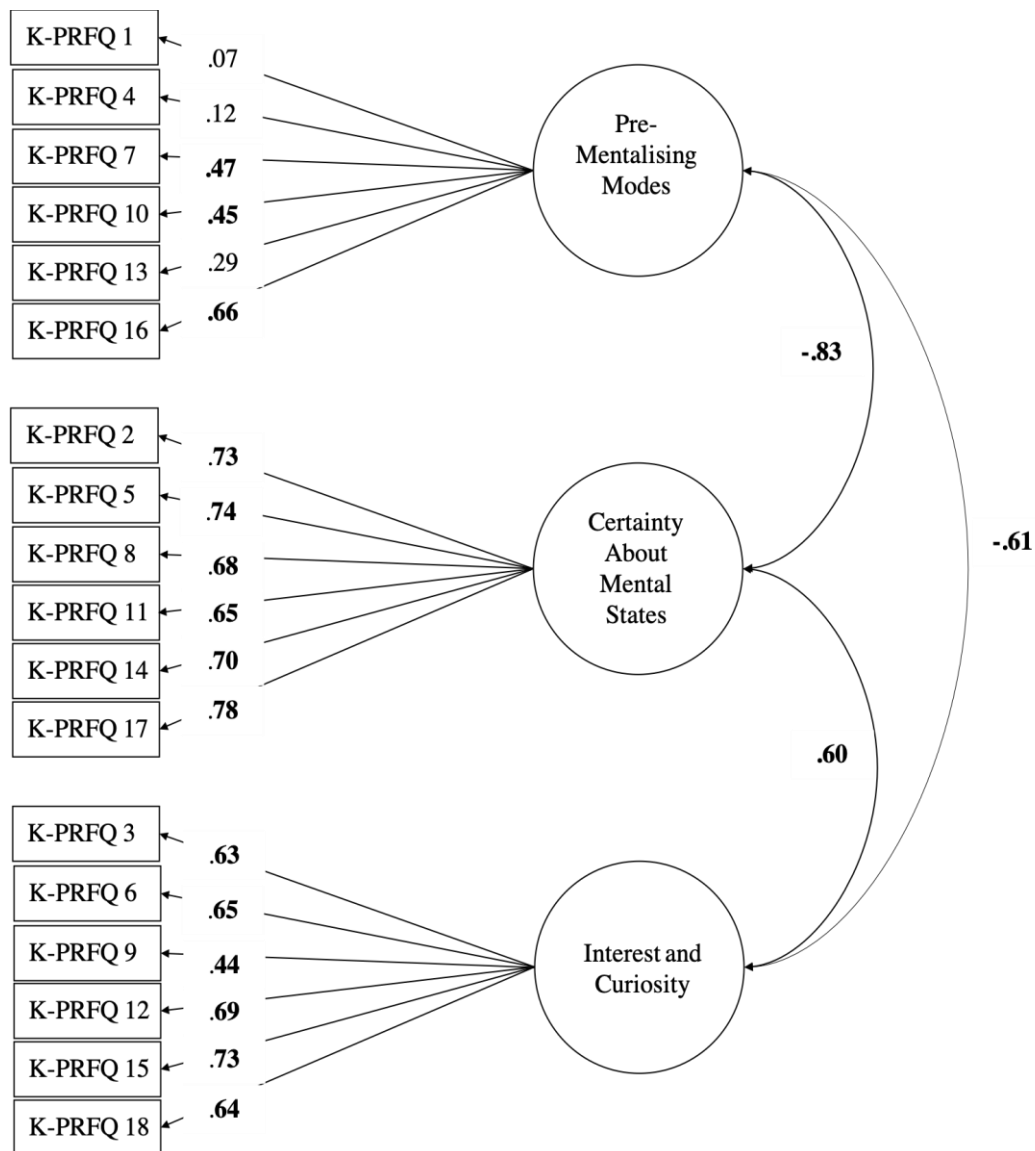 K-PRFQ 1
.07
K-PRFQ 4
.12
K-PRFQ 7
.47
K-PRFQ 10
.45
K-PRFQ 13
.29
K-PRFQ 16
.66
Pre-
Mentalising
Modes
-.83
K-PRFQ 2
.73
K-PRFQ 5
.74
K-PRFQ 8
.68
K-PRFQ 11
.65
K-PRFQ 14
.70
K-PRFQ 17
.78
Certainty
About
Mental
States
-.61
.60
K-PRFQ 3
.63
K-PRFQ 6
.65
K-PRFQ 9
.44
K-PRFQ 12
.69
K-PRFQ 15
.73
K-PRFQ 18
.64
Interest and
Curiosity